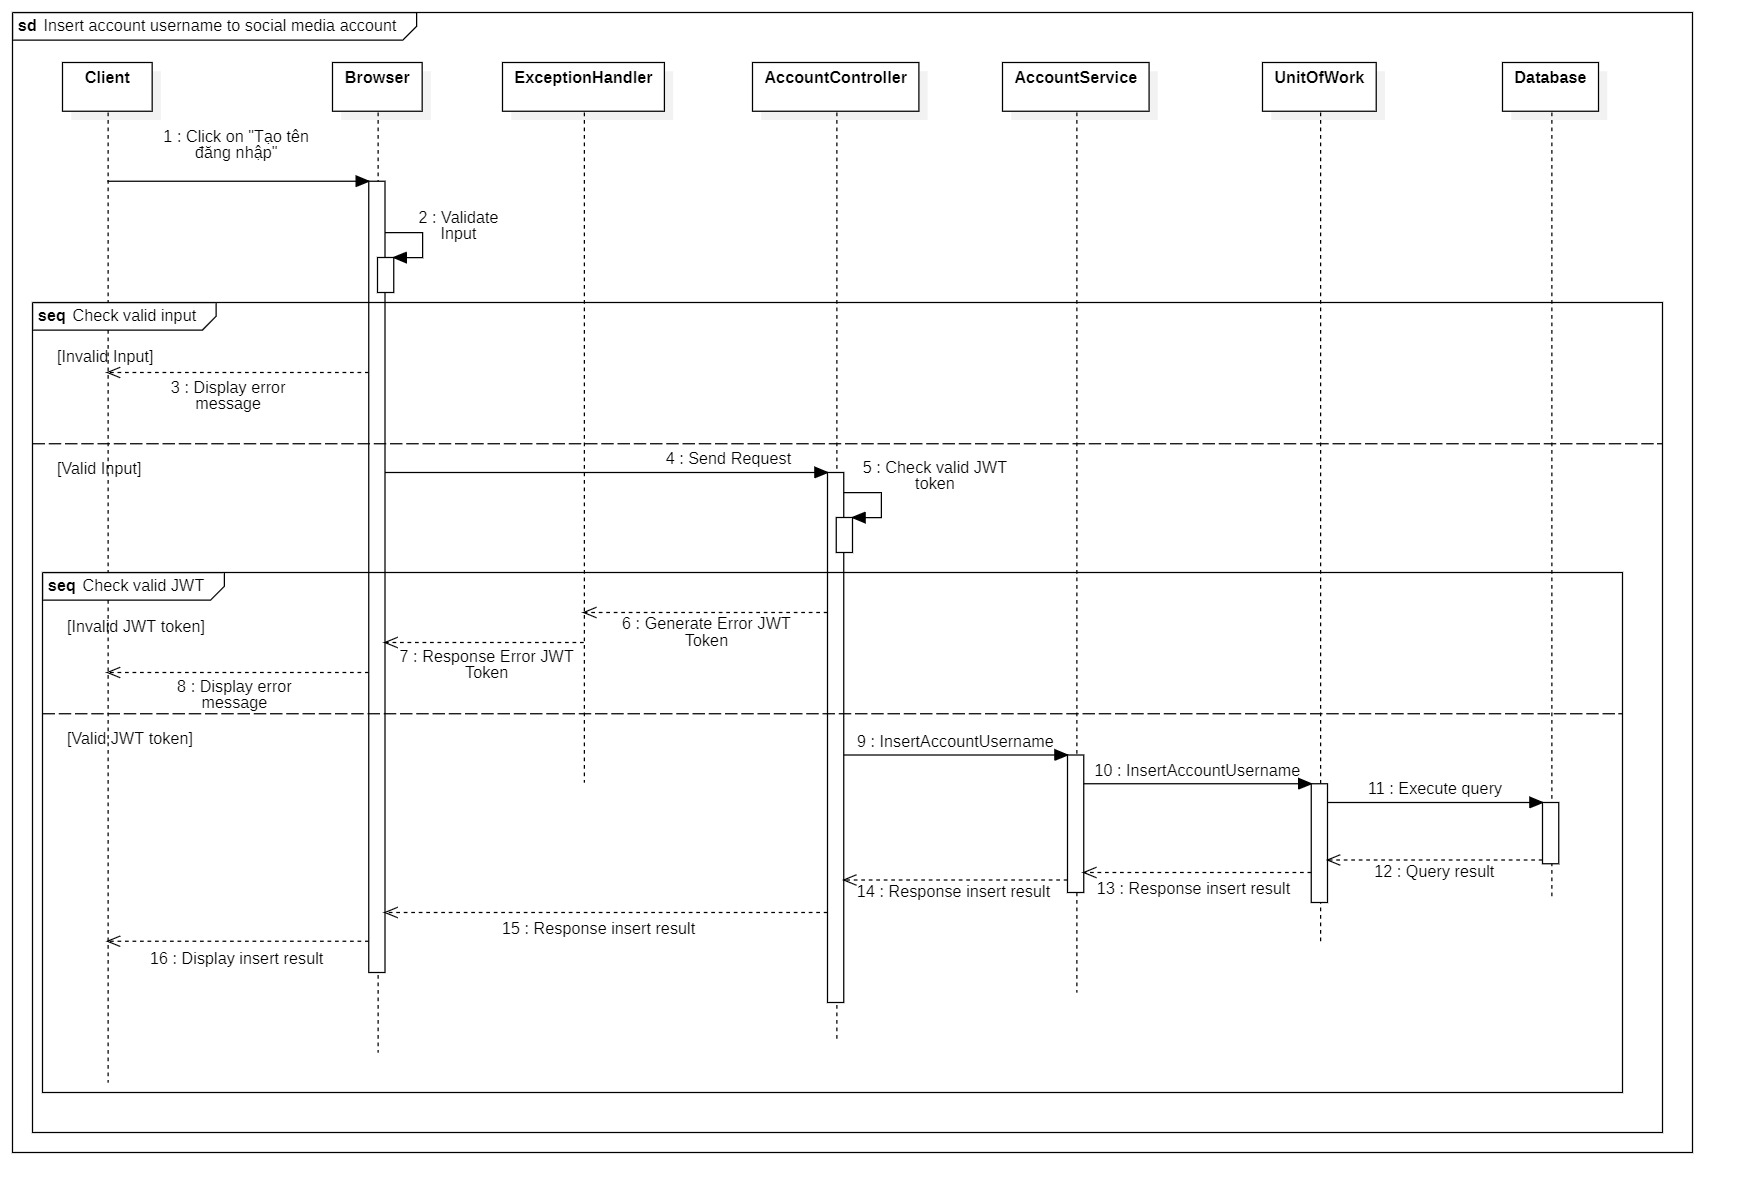 sd Insert account username to social media account
Client
Browser
ExceptionHandler
AccountController
AccountService
UnitOfWork
Database
1 : Click on "Tạo tên
đăng nhập"
2 : Validate
Input
seq Check valid input
[Invalid Input]
3 : Display error
message
[Valid Input]
4 : Send Request
5 : Check valid JWT
token
seq Check valid JWT
[Invalid JWT token]
6 : Generate Error JWT
Token
7 : Response Error JWT
Token
8 : Display error
message
[Valid JWT token]
9 : InsertAccountUsername
10 : InsertAccountUsername
11 : Execute query
12 : Query result
13 : Response insert result
14 : Response insert result
15 : Response insert result
16 : Display insert result